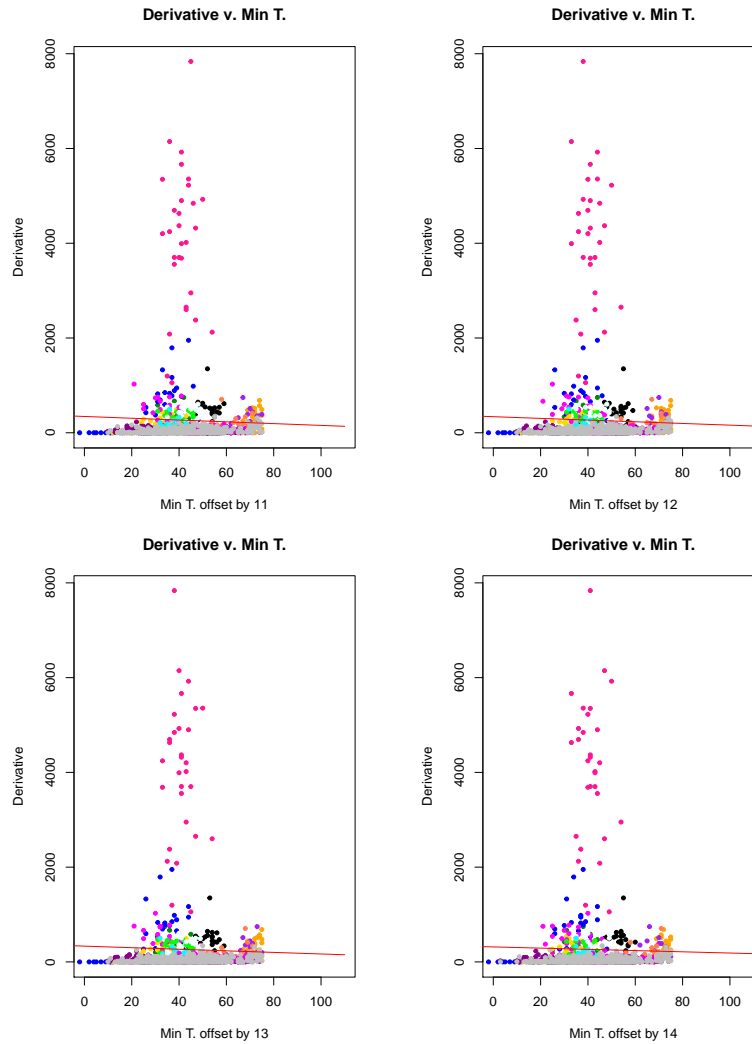 Derivative v. Min T.
Derivative
0 2000 4000 6000 8000
0 20 40 60 80 100
Min T. offset by 11
Derivative v. Min T.
Derivative
0 2000 4000 6000 8000
0 20 40 60 80 100
Min T. offset by 12
Derivative v. Min T.
Derivative
0 2000 4000 6000 8000
0 20 40 60 80 100
Min T. offset by 13
Derivative v. Min T.
Derivative
0 2000 4000 6000 8000
0 20 40 60 80 100
Min T. offset by 14